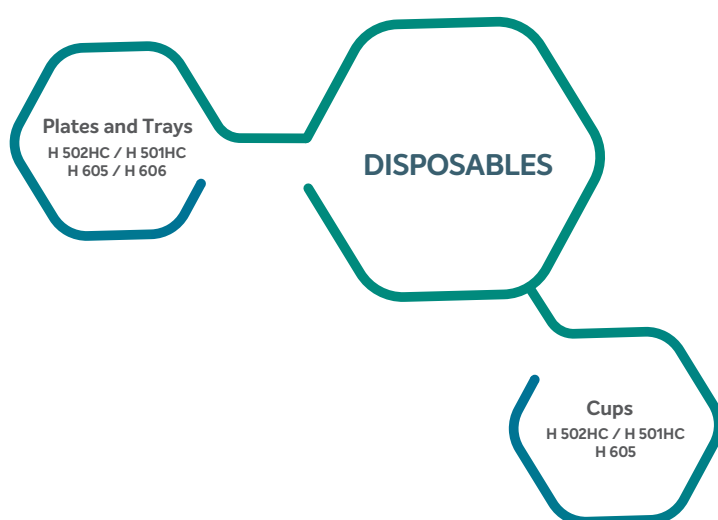 Plates and Trays
H 502HC / H 501HC
H 605 / H 606
DISPOSABLES
Cups
H 502HC / H 501HC
H 605